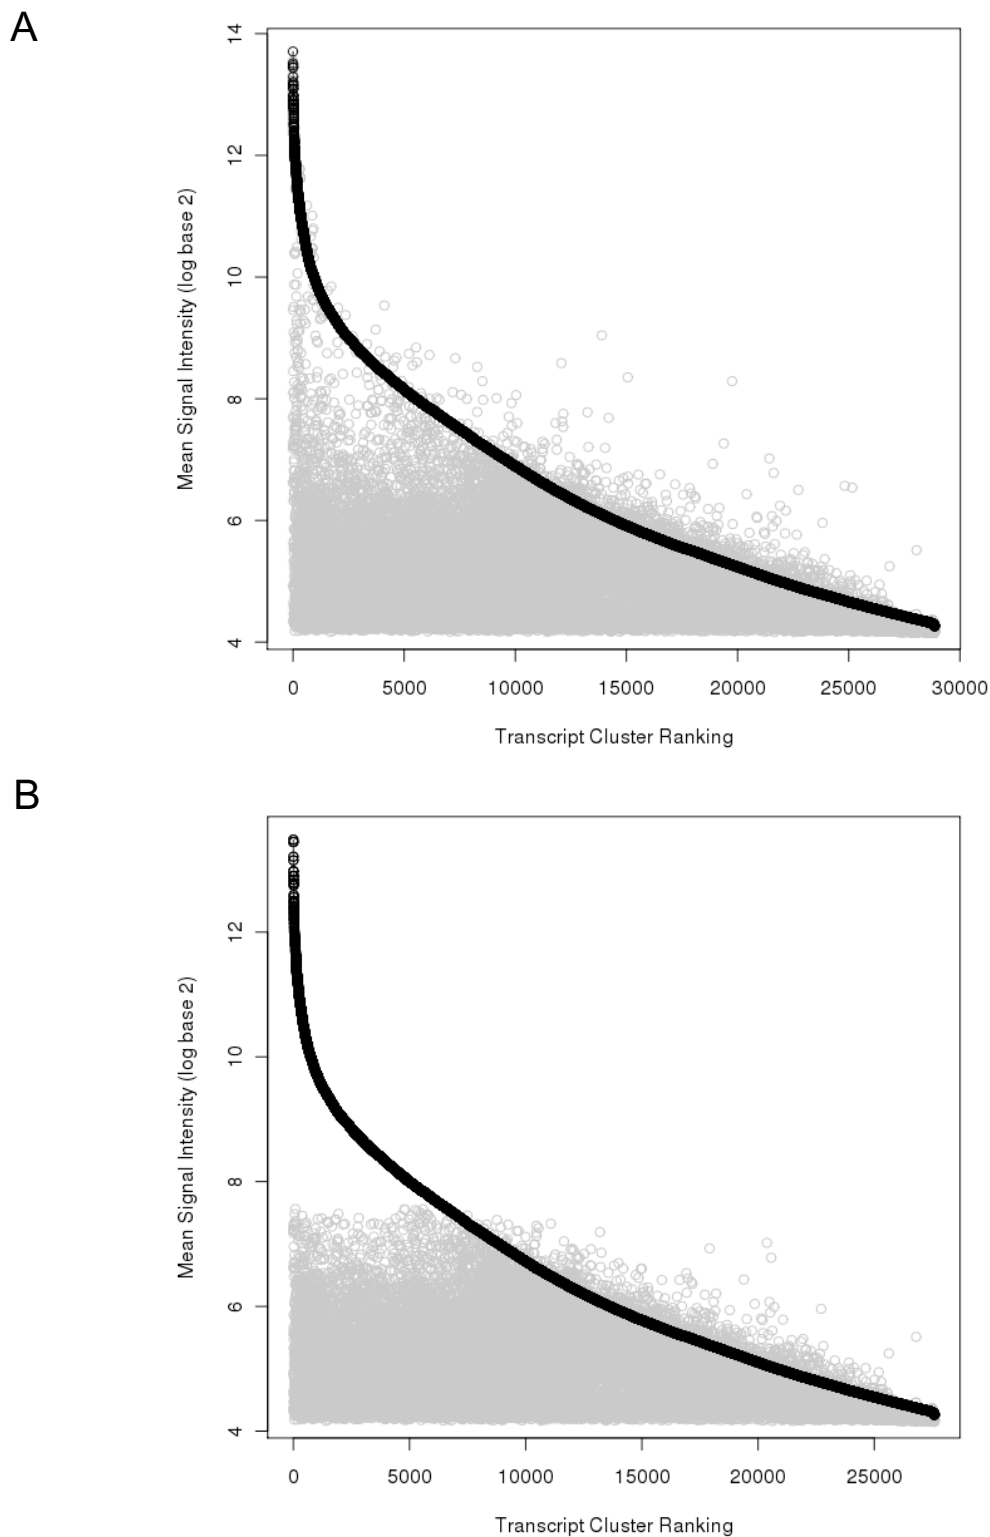 A
14
12
10
8
6
4
Mean Signal Intensity (log base 2)
0 5000 10000 15000 20000 25000 30000
Transcript Cluster Ranking
B
12
10
8
6
4
Mean Signal Intensity (log base 2)
0 5000 10000 15000 20000 25000
Transcript Cluster Ranking